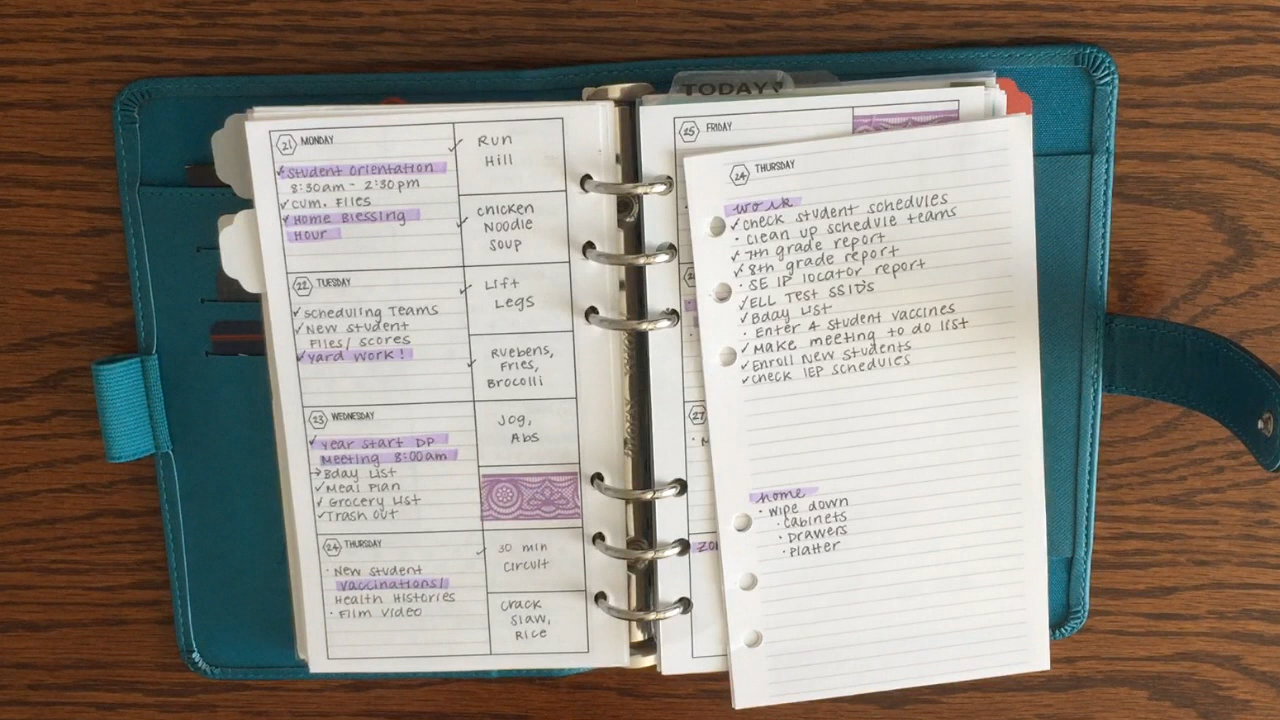 21 MONDAY
✓ Student Orientation
8:30am - 2:30pm
✓ Cum. Files
✓ Home Blessing
Hour
✓ Run
Hill
✓ Chicken
Noodle
Soup
22 TUESDAY
✓ Scheduling Teams
✓ New Student
Files/Scores
✓ Yard Work!
✓ Lift
Legs
✓ Ruebens,
Fries,
Brocolli
23 WEDNESDAY
✓ Year Start DP
Meeting 8:00am
→ Bday List
✓ Meal Plan
✓ Grocery List
✓ Trash Out
Jog,
Abs
24 THURSDAY
· New Student
Vaccinations/
Health Histories
· Film Video
✓ 30 min
Circuit
Crack
Slaw,
Rice
TODAY
25 FRIDAY
27
24 THURSDAY
work
✓ Check student schedules
· Clean up schedule teams
✓ 7th grade report
✓ 8th grade report
· SE IP locator report
✓ ELL Test SSID's
✓ Bday List
· Enter 4 student vaccines
✓ Make meeting to do list
✓ Enroll New Students
✓ Check IEP schedules
home
· Wipe down
· Cabinets
· Drawers
· Platter